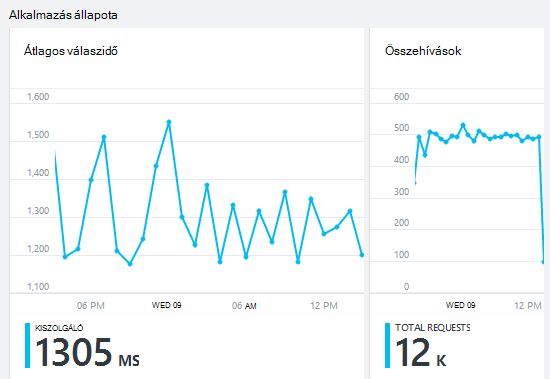 Alkalmazás állapota
Átlagos válaszidő
1,600
1,500
1,400
1,300
1,200
1,100
06 PM
WED 09
06 AM
12 PM
KISZOLGÁLÓ
1305 MS
Összehívások
600
500
400
300
200
100
0
WED 09
12 PM
TOTAL REQUESTS
12 K